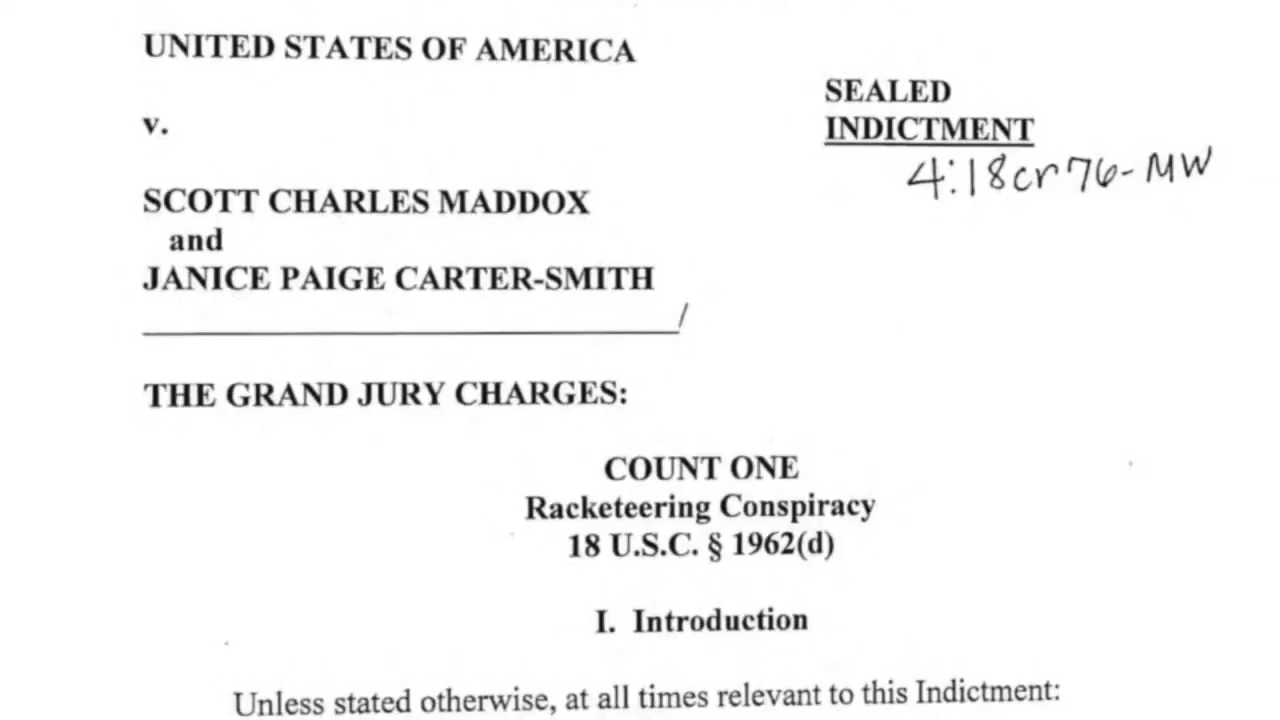 UNITED STATES OF AMERICA
SEALED
v.
INDICTMENT
4:18cr76-MW
SCOTT CHARLES MADDOX
and
JANICE PAIGE CARTER-SMITH
/
THE GRAND JURY CHARGES:
COUNT ONE
Racketeering Conspiracy
18 U.S.C. § 1962(d)
I. Introduction
Unless stated otherwise, at all times relevant to this Indictment: